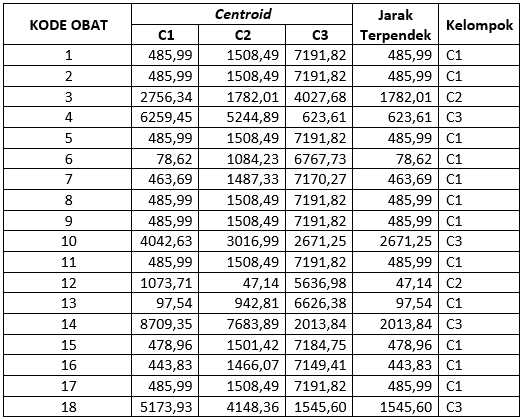 KODE OBAT Centroid Jarak Terpendek Kelompok
C1 C2 C3
1 485,99 1508,49 7191,82 485,99 C1
2 485,99 1508,49 7191,82 485,99 C1
3 2756,34 1782,01 4027,68 1782,01 C2
4 6259,45 5244,89 623,61 623,61 C3
5 485,99 1508,49 7191,82 485,99 C1
6 78,62 1084,23 6767,73 78,62 C1
7 463,69 1487,33 7170,27 463,69 C1
8 485,99 1508,49 7191,82 485,99 C1
9 485,99 1508,49 7191,82 485,99 C1
10 4042,63 3016,99 2671,25 2671,25 C3
11 485,99 1508,49 7191,82 485,99 C1
12 1073,71 47,14 5636,98 47,14 C2
13 97,54 942,81 6626,38 97,54 C1
14 8709,35 7683,89 2013,84 2013,84 C3
15 478,96 1501,42 7184,75 478,96 C1
16 443,83 1466,07 7149,41 443,83 C1
17 485,99 1508,49 7191,82 485,99 C1
18 5173,93 4148,36 1545,60 1545,60 C3